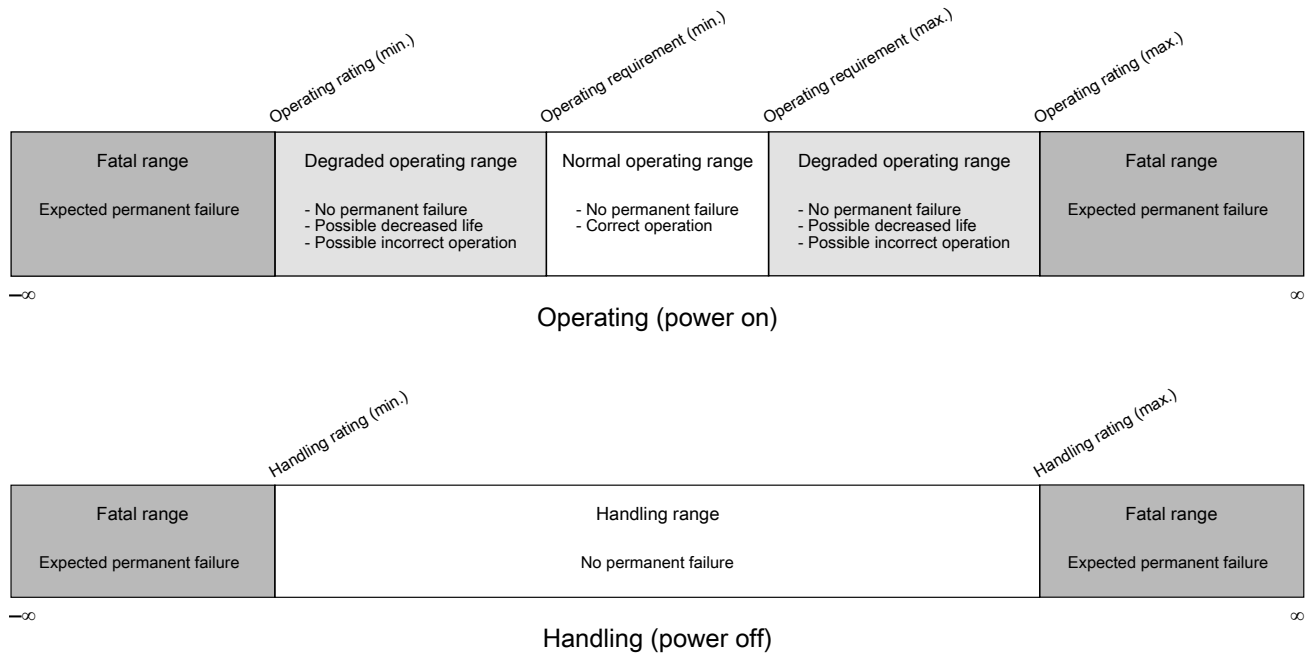 Operating rating (min.)
Operating requirement (min.)
Operating requirement (max.)
Operating rating (max.)
Fatal range
Expected permanent failure
Degraded operating range
- No permanent failure
- Possible decreased life
- Possible incorrect operation
Normal operating range
- No permanent failure
- Correct operation
Degraded operating range
- No permanent failure
- Possible decreased life
- Possible incorrect operation
Fatal range
Expected permanent failure
–∞
∞
Operating (power on)
Handling rating (min.)
Handling rating (max.)
Fatal range
Expected permanent failure
Handling range
No permanent failure
Fatal range
Expected permanent failure
–∞
∞
Handling (power off)